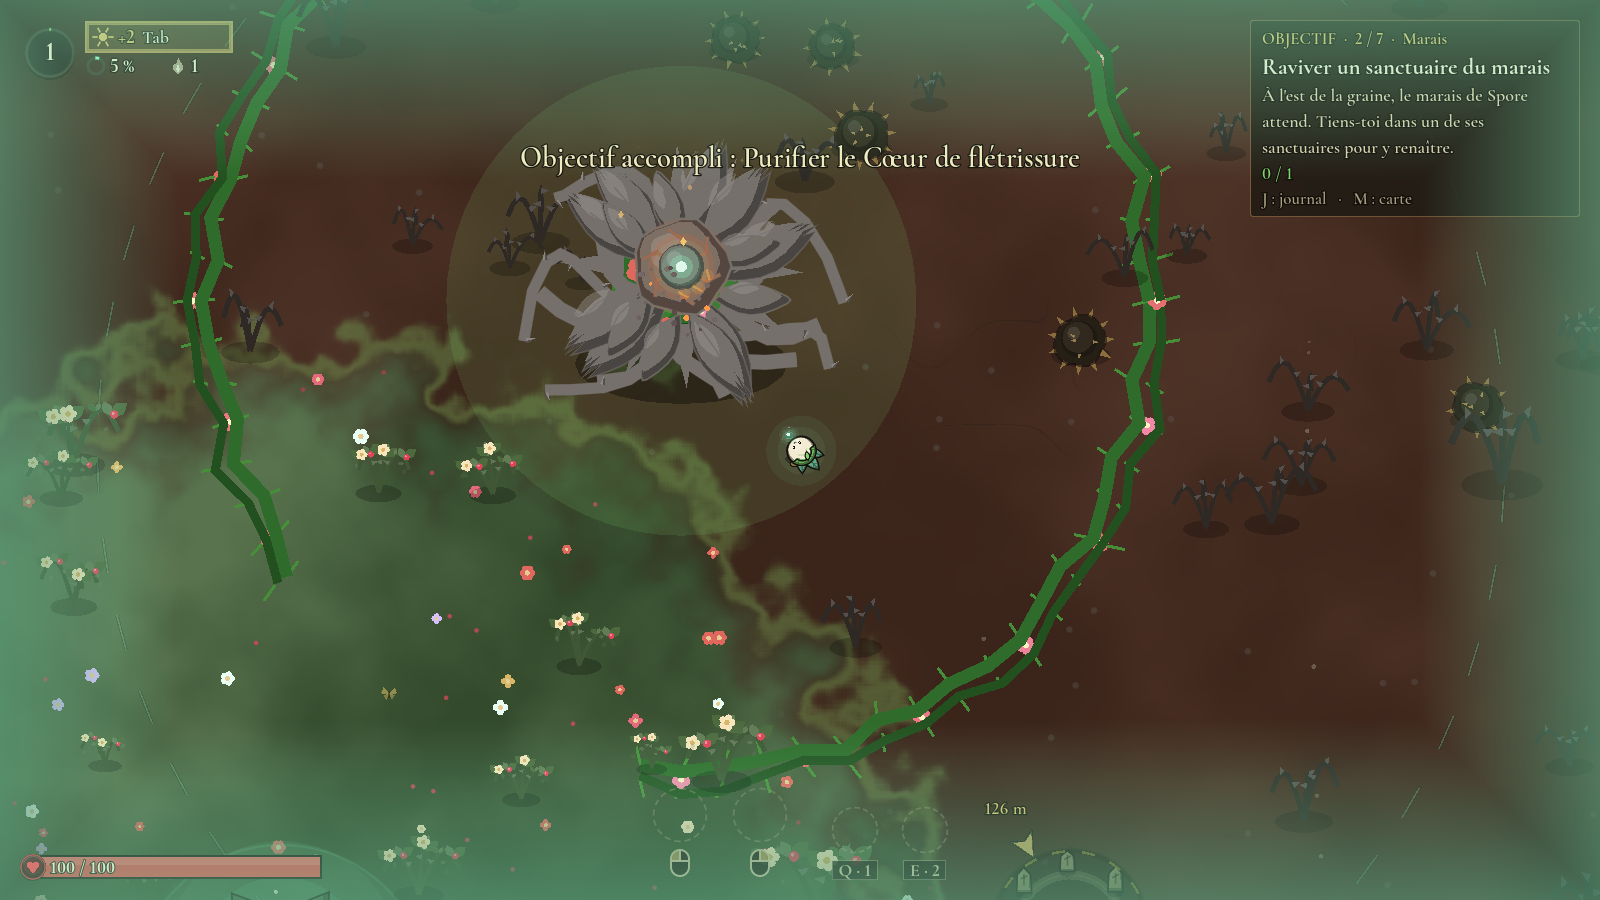 1
+2 Tab
5 %
1
OBJECTIF · 2 / 7 · Marais
Raviver un sanctuaire du marais
À l'est de la graine, le marais de Spore
attend. Tiens-toi dans un de ses
sanctuaires pour y renaître.
0 / 1
J : journal · M : carte
Objectif accompli : Purifier le Cœur de flétrissure
126 m
100 / 100
Q · 1
E · 2